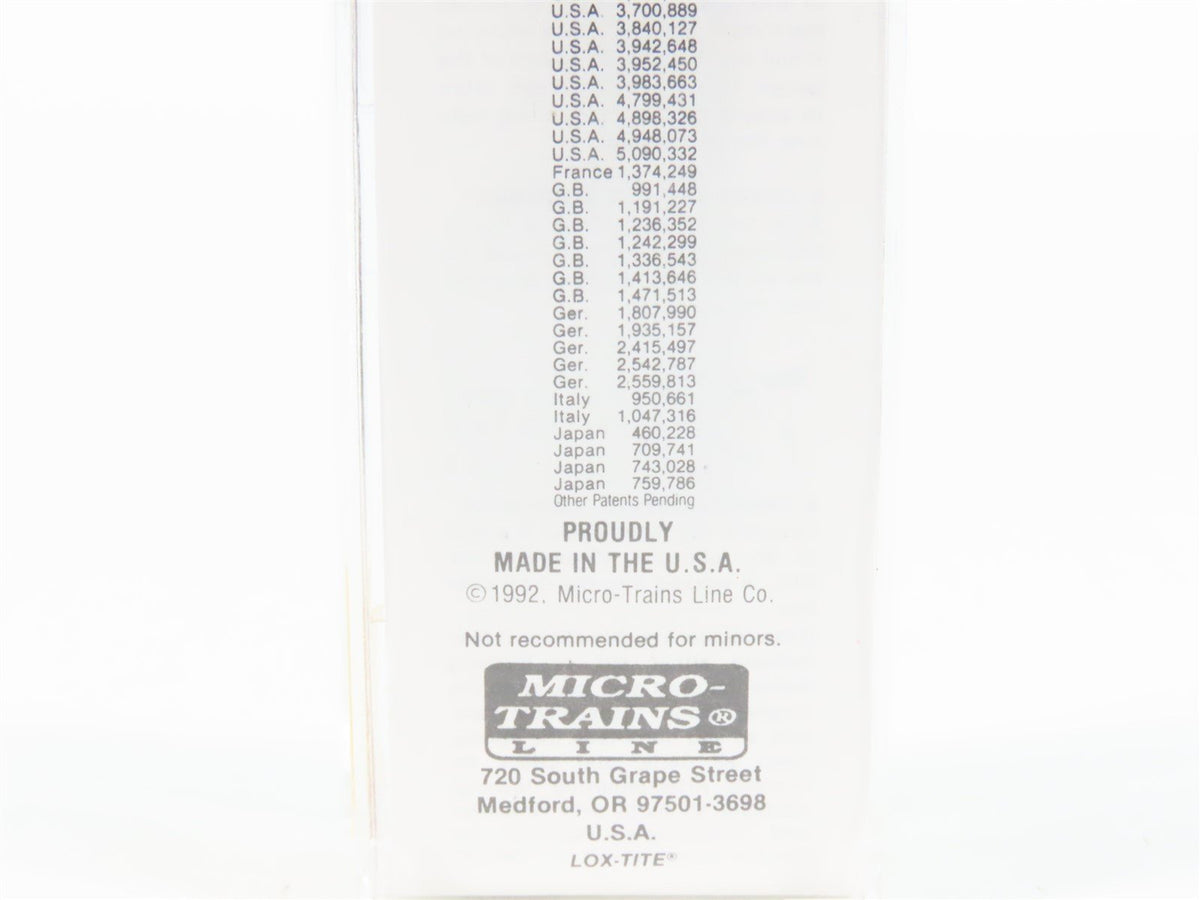 U.S.A. 3,700,889
U.S.A. 3,840,127
U.S.A. 3,942,648
U.S.A. 3,952,450
U.S.A. 3,983,663
U.S.A. 4,799,431
U.S.A. 4,898,326
U.S.A. 4,948,073
U.S.A. 5,090,332
France 1,374,249
G.B. 991,448
G.B. 1,191,227
G.B. 1,236,352
G.B. 1,242,299
G.B. 1,336,543
G.B. 1,413,646
G.B. 1,471,513
Ger. 1,807,990
Ger. 1,935,157
Ger. 2,415,497
Ger. 2,542,787
Ger. 2,559,813
Italy 950,661
Italy 1,047,316
Japan 460,228
Japan 709,741
Japan 743,028
Japan 759,786
Other Patents Pending
PROUDLY
MADE IN THE U.S.A.
©1992, Micro-Trains Line Co.
Not recommended for minors.
MICRO-
TRAINS®
LINE
720 South Grape Street
Medford, OR 97501-3698
U.S.A.
LOX-TITE®